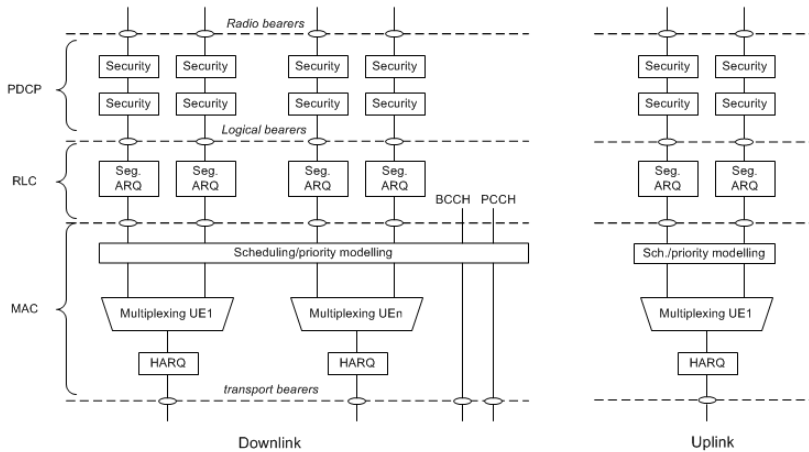 Radio bearers
PDCP
Security Security Security Security Security Security
Security Security Security Security Security Security
Logical bearers
RLC
Seg. ARQ Seg. ARQ Seg. ARQ Seg. ARQ Seg. ARQ Seg. ARQ
BCCH PCCH
Scheduling/priority modelling Sch./priority modelling
MAC
Multiplexing UE1 Multiplexing UEn Multiplexing UE1
HARQ HARQ HARQ
transport bearers
Downlink Uplink